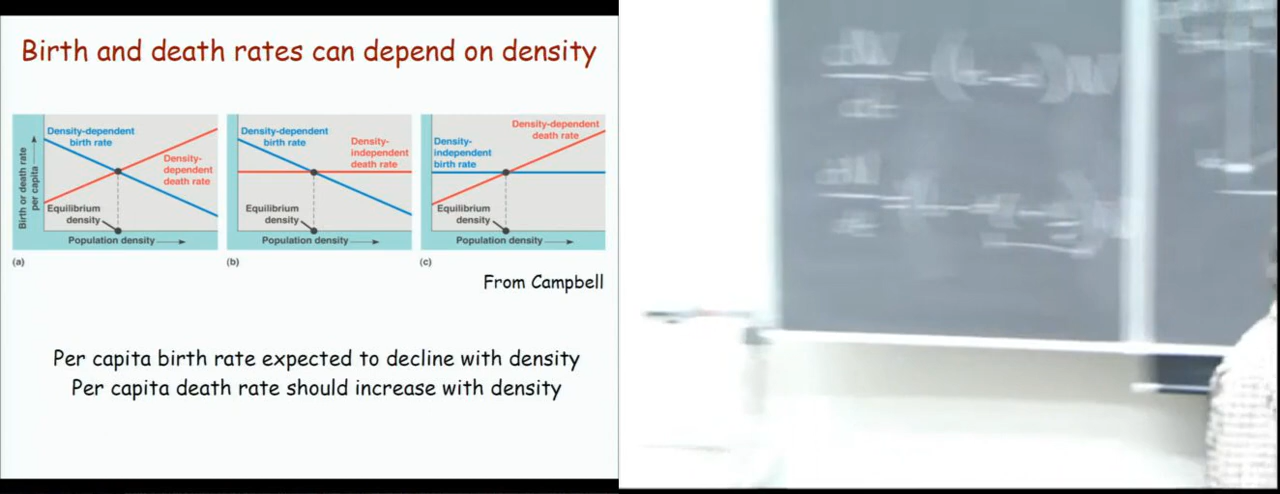 Birth and death rates can depend on density
Birth or death rate
per capita
Density-dependent
birth rate
Density-
dependent
death rate
Equilibrium
density
Population density
(a)
Density-dependent
birth rate
Density-
independent
death rate
Equilibrium
density
Population density
(b)
Density-
independent
birth rate
Density-dependent
death rate
Equilibrium
density
Population density
(c)
From Campbell
Per capita birth rate expected to decline with density
Per capita death rate should increase with density